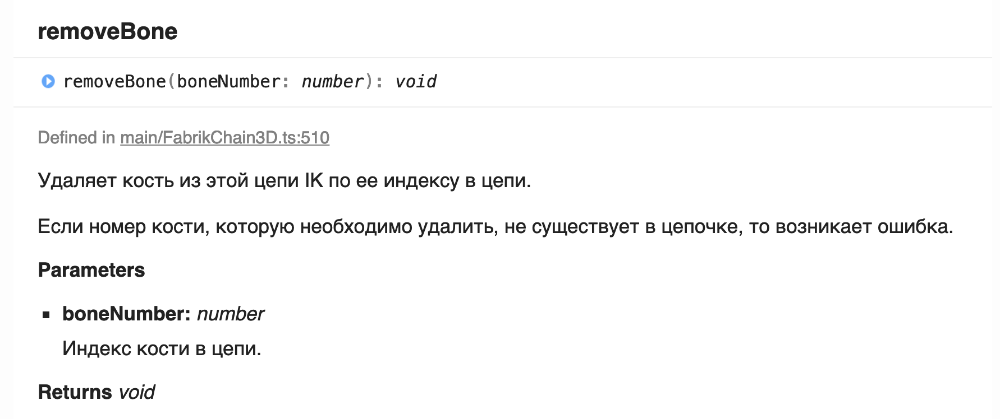 removeBone
removeBone(boneNumber: number): void
Defined in main/FabrikChain3D.ts:510
Удаляет кость из этой цепи IK по ее индексу в цепи.
Если номер кости, которую необходимо удалить, не существует в цепочке, то возникает ошибка.
Parameters
boneNumber: number
Индекс кости в цепи.
Returns void